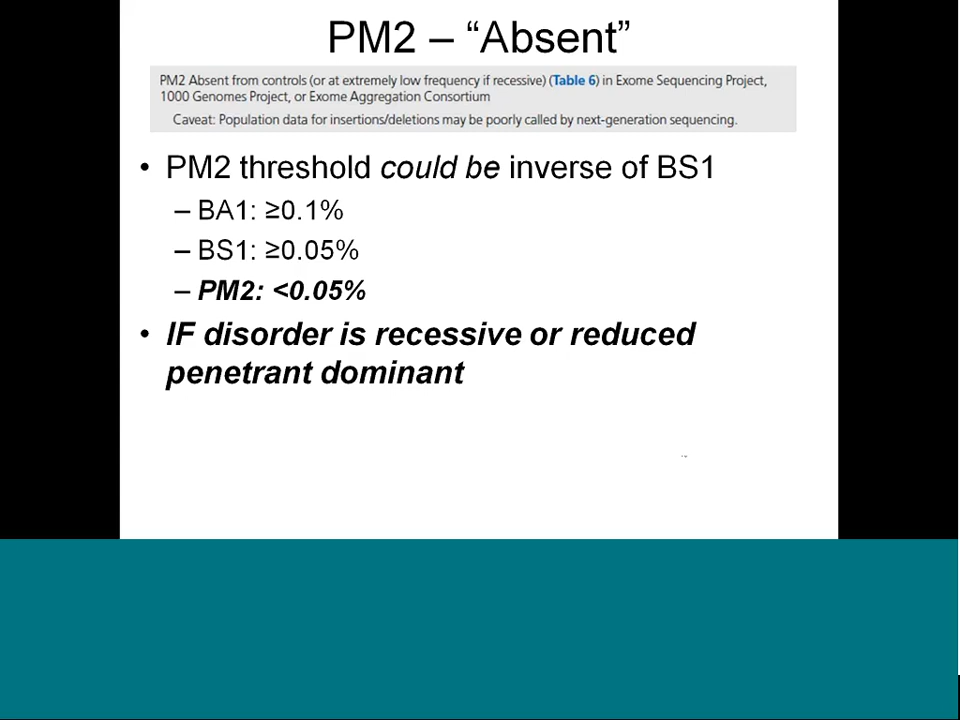 PM2 – “Absent”
PM2 Absent from controls (or at extremely low frequency if recessive) (Table 6) in Exome Sequencing Project,
1000 Genomes Project, or Exome Aggregation Consortium
Caveat: Population data for insertions/deletions may be poorly called by next-generation sequencing.
• PM2 threshold could be inverse of BS1
– BA1: ≥0.1%
– BS1: ≥0.05%
– PM2: <0.05%
• IF disorder is recessive or reduced
penetrant dominant